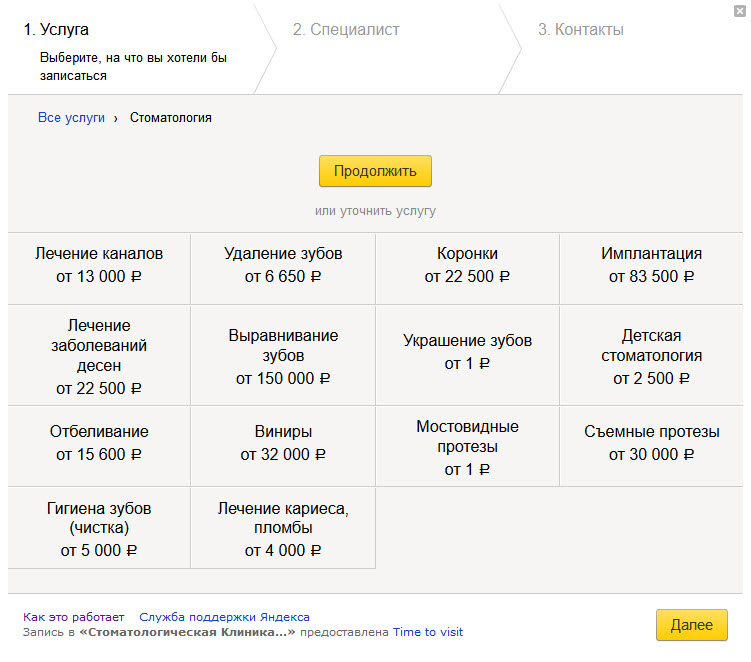 1. Услуга
Выберите, на что вы хотели бы
записаться
2. Специалист
3. Контакты
Все услуги › Стоматология
Продолжить
или уточнить услугу
Лечение каналов
от 13 000 ₽
Удаление зубов
от 6 650 ₽
Коронки
от 22 500 ₽
Имплантация
от 83 500 ₽
Лечение
заболеваний
десен
от 22 500 ₽
Выравнивание
зубов
от 150 000 ₽
Украшение зубов
от 1 ₽
Детская
стоматология
от 2 500 ₽
Отбеливание
от 15 600 ₽
Виниры
от 32 000 ₽
Мостовидные
протезы
от 1 ₽
Съемные протезы
от 30 000 ₽
Гигиена зубов
(чистка)
от 5 000 ₽
Лечение кариеса,
пломбы
от 4 000 ₽
Как это работает Служба поддержки Яндекса
Запись в «Стоматологическая Клиника...» предоставлена Time to visit
Далее